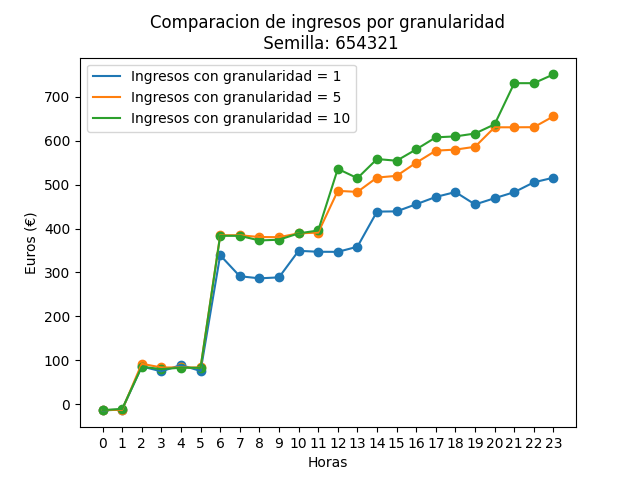 Comparacion de ingresos por granularidad
Semilla: 654321
Ingresos con granularidad = 1
Ingresos con granularidad = 5
Ingresos con granularidad = 10
700
600
500
400
300
200
100
0
Euros (€)
0 1 2 3 4 5 6 7 8 9 10 11 12 13 14 15 16 17 18 19 20 21 22 23
Horas